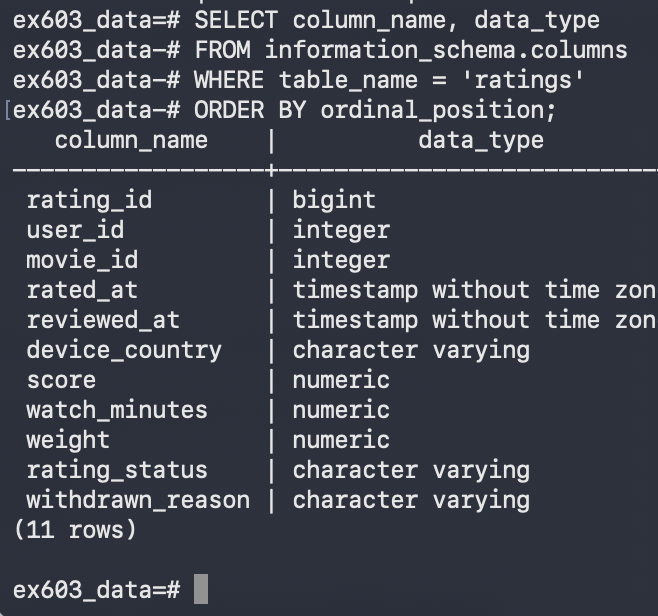 ex603_data=# SELECT column_name, data_type
ex603_data-# FROM information_schema.columns
ex603_data-# WHERE table_name = 'ratings'
[ex603_data-# ORDER BY ordinal_position;
    column_name    |          data_type
-------------------+----------------------------
 rating_id         | bigint
 user_id           | integer
 movie_id          | integer
 rated_at          | timestamp without time zon
 reviewed_at       | timestamp without time zon
 device_country    | character varying
 score             | numeric
 watch_minutes     | numeric
 weight            | numeric
 rating_status     | character varying
 withdrawn_reason | character varying
(11 rows)
ex603_data=#